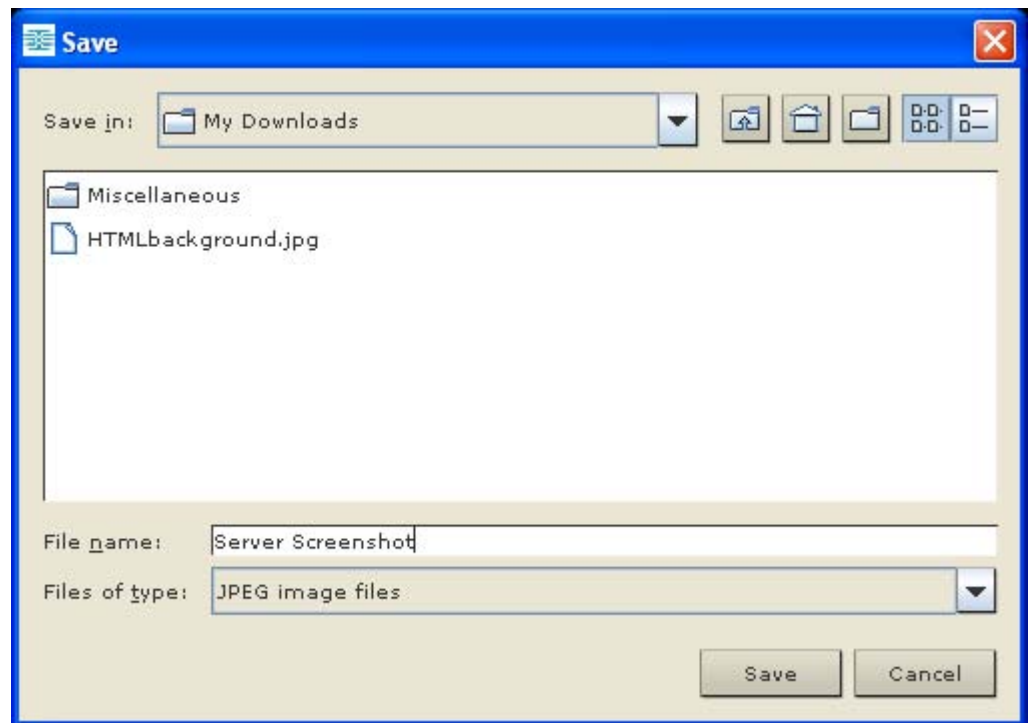 Save
Save in: My Downloads
Miscellaneous
HTMLbackground.jpg
File name: Server Screenshot
Files of type: JPEG image files
Save Cancel